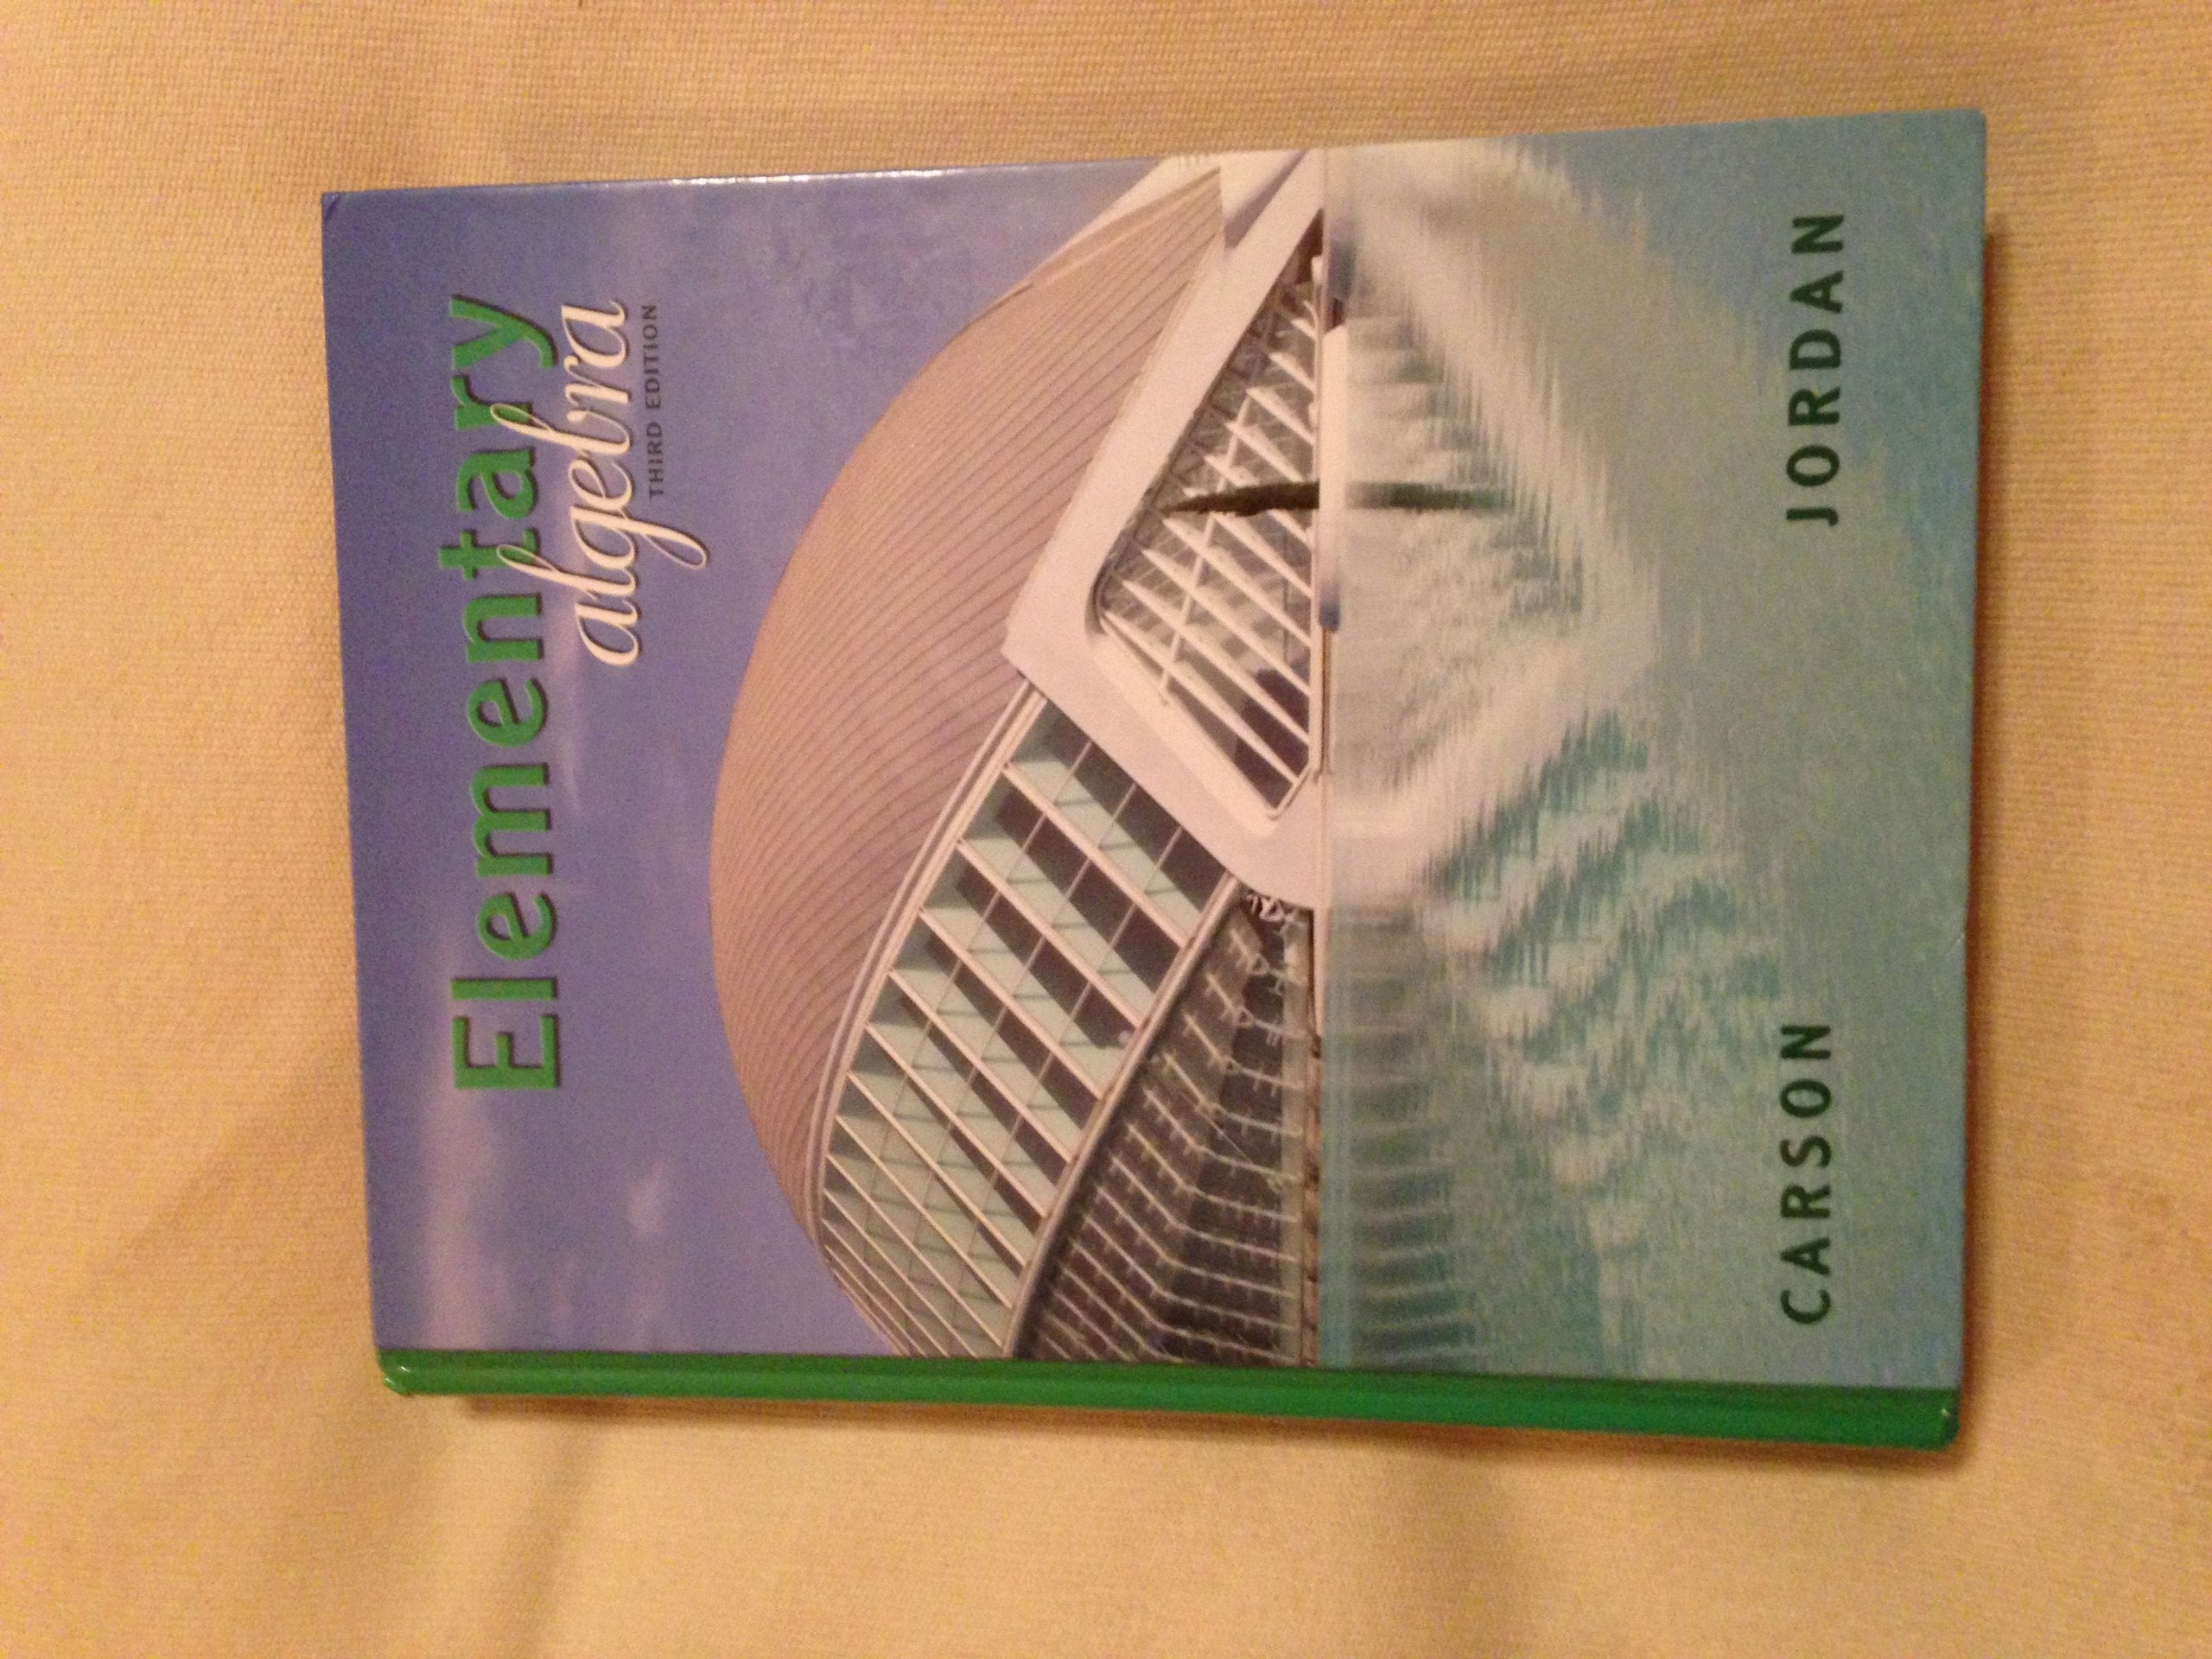 Elementary
algebra
THIRD EDITION
CARSON JORDAN